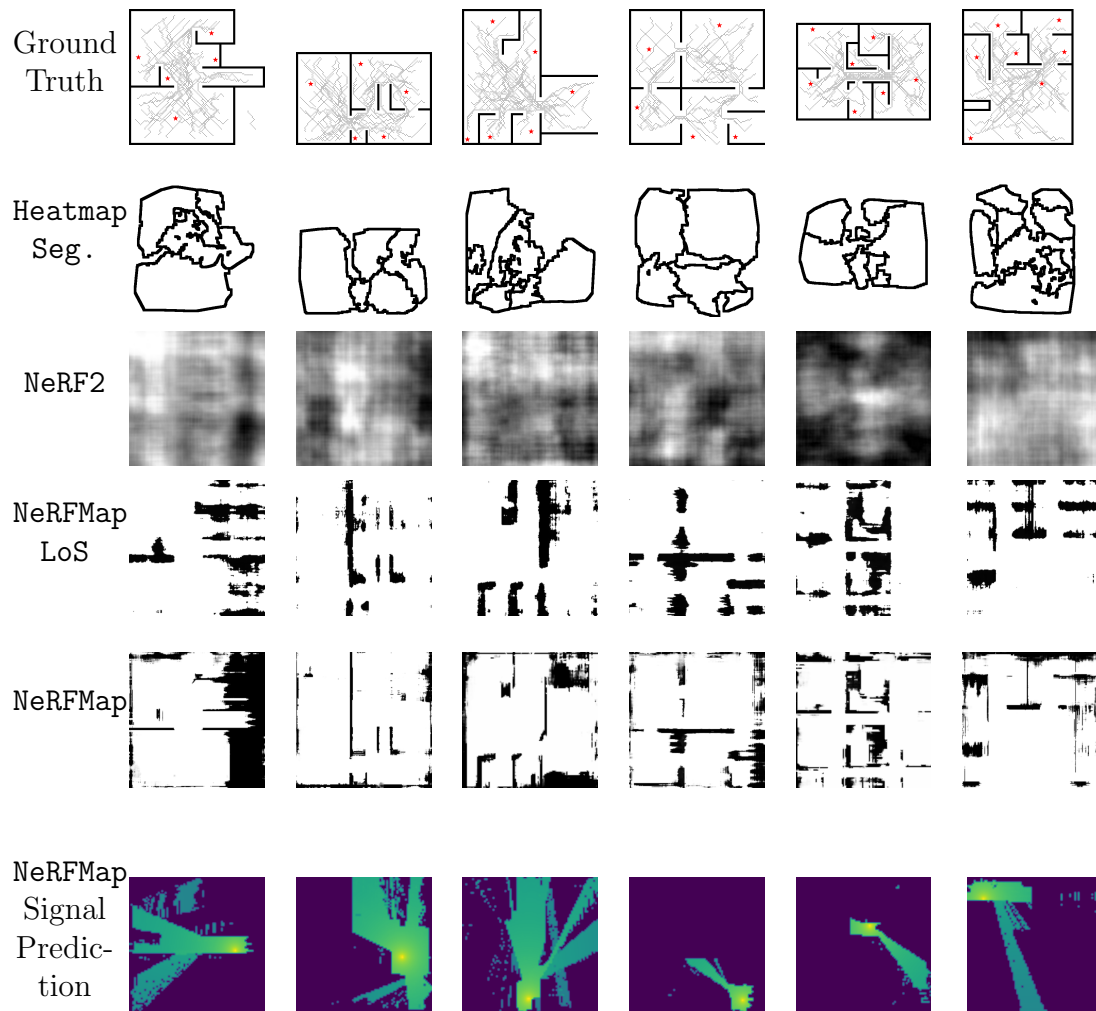 Ground
Truth
Heatmap
Seg.
NeRF2
NeRFMap
LoS
NeRFMap
NeRFMap
Signal
Predic-
tion